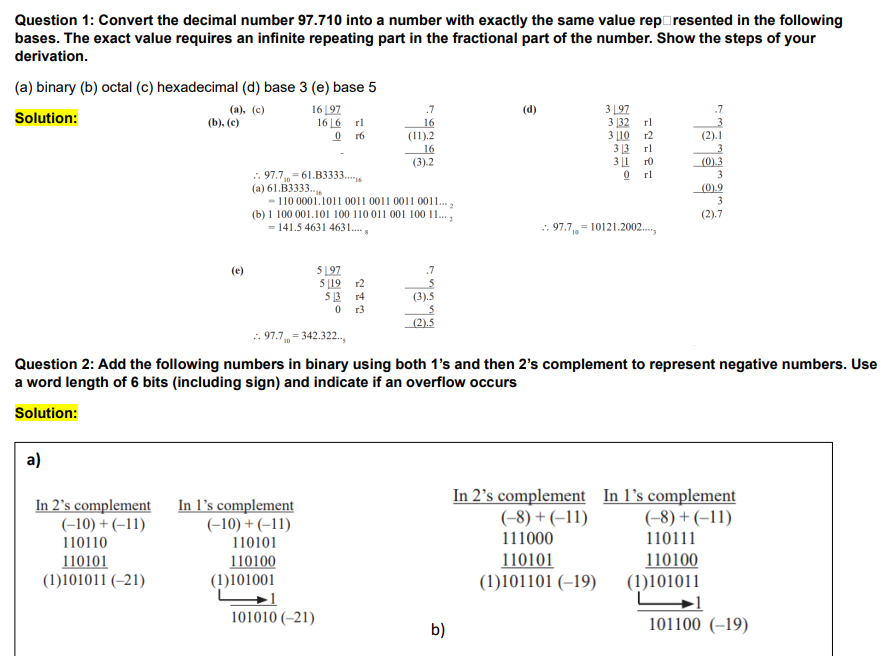 Question 1: Convert the decimal number 97.710 into a number with exactly the same value rep□resented in the following
bases. The exact value requires an infinite repeating part in the fractional part of the number. Show the steps of your
derivation.
(a) binary (b) octal (c) hexadecimal (d) base 3 (e) base 5
Solution:
(a), (c)
(b), (c)
16 | 97
16 | 6 r1
0 r6
.7
16
(11).2
16
(3).2
∴ 97.7₁₀ = 61.B3333....₁₆
(a) 61.B3333..₁₆
= 110 0001.1011 0011 0011 0011 0011... ₂
(b) 1 100 001.101 100 110 011 001 100 11... ₂
= 141.5 4631 4631.... ₈
(d)
3 | 97
3 | 32 r1
3 | 10 r2
3 | 3 r1
3 | 1 r0
0 r1
.7
3
(2).1
3
(0).3
3
(0).9
3
(2).7
∴ 97.7₁₀ = 10121.2002....₃
(e)
5 | 97
5 | 19 r2
5 | 3 r4
0 r3
.7
5
(3).5
5
(2).5
∴ 97.7₁₀ = 342.322..₅
Question 2: Add the following numbers in binary using both 1's and then 2's complement to represent negative numbers. Use
a word length of 6 bits (including sign) and indicate if an overflow occurs
Solution:
a)
In 2's complement
(–10) + (–11)
110110
110101
(1)101011 (–21)
In 1's complement
(–10) + (–11)
110101
110100
(1)101001
1
101010 (–21)
b)
In 2's complement
(–8) + (–11)
111000
110101
(1)101101 (–19)
In 1's complement
(–8) + (–11)
110111
110100
(1)101011
1
101100 (–19)